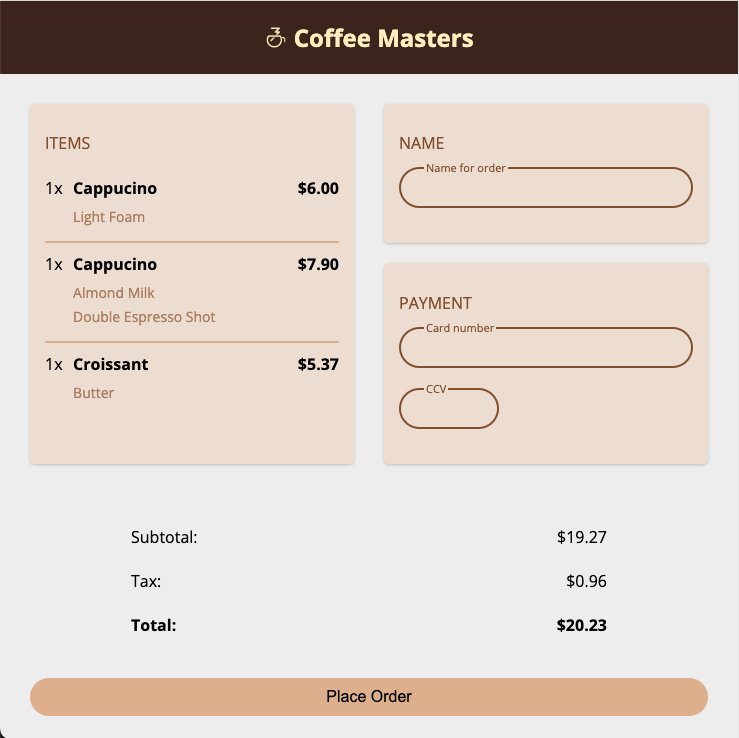 Coffee Masters
ITEMS
1x Cappucino $6.00
Light Foam
1x Cappucino $7.90
Almond Milk
Double Espresso Shot
1x Croissant $5.37
Butter
NAME
Name for order
PAYMENT
Card number
CCV
Subtotal: $19.27
Tax: $0.96
Total: $20.23
Place Order